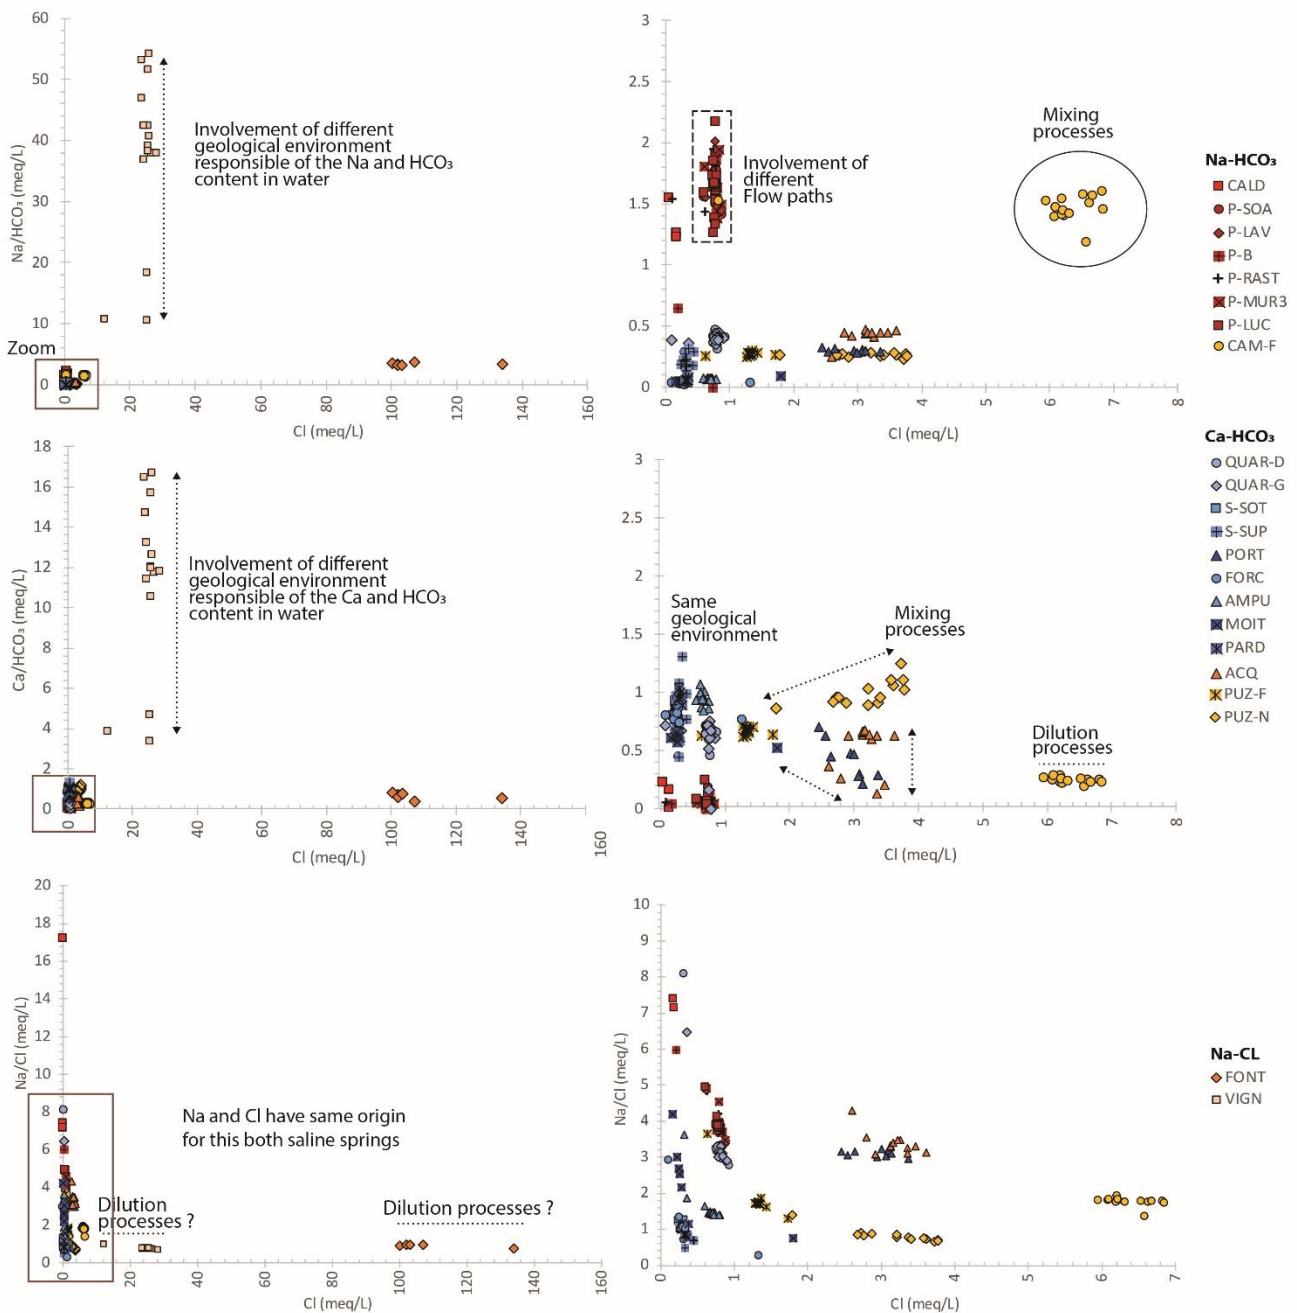 60
50
40
30
20
10
0
Na/HCO₃ (meq/L)
Involvement of different
geological environment
responsible of the Na and HCO₃
content in water
Zoom
0
20
40
60
80
100
120
140
160
Cl (meq/L)
3
2.5
2
1.5
1
0.5
0
Involvement of
different
Flow paths
Mixing
processes
0
1
2
3
4
5
6
7
8
Cl (meq/L)
Na-HCO₃
CALD
P-SOA
P-LAV
P-B
P-RAST
P-MUR3
P-LUC
CAM-F
18
16
14
12
10
8
6
4
2
0
Ca/HCO₃ (meq/L)
Involvement of different
geological environment
responsible of the Ca and HCO₃
content in water
0
20
40
60
80
100
120
140
160
Cl (meq/L)
3
2.5
2
1.5
1
0.5
0
Same
geological
environment
Mixing
processes
Dilution
processes
0
1
2
3
4
5
6
7
8
Cl (meq/L)
Ca-HCO₃
QUAR-D
QUAR-G
S-SOT
S-SUP
PORT
FORC
AMPU
MOIT
PARD
ACQ
PUZ-F
PUZ-N
20
18
16
14
12
10
8
6
4
2
0
Na/Cl (meq/L)
Na and Cl have same origin
for this both saline springs
Dilution
processes ?
Dilution processes ?
0
20
40
60
80
100
120
140
160
Cl (meq/L)
10
9
8
7
6
5
4
3
2
1
0
Na/Cl (meq/L)
0
1
2
3
4
5
6
7
Cl (meq/L)
Na-CL
FONT
VIGN